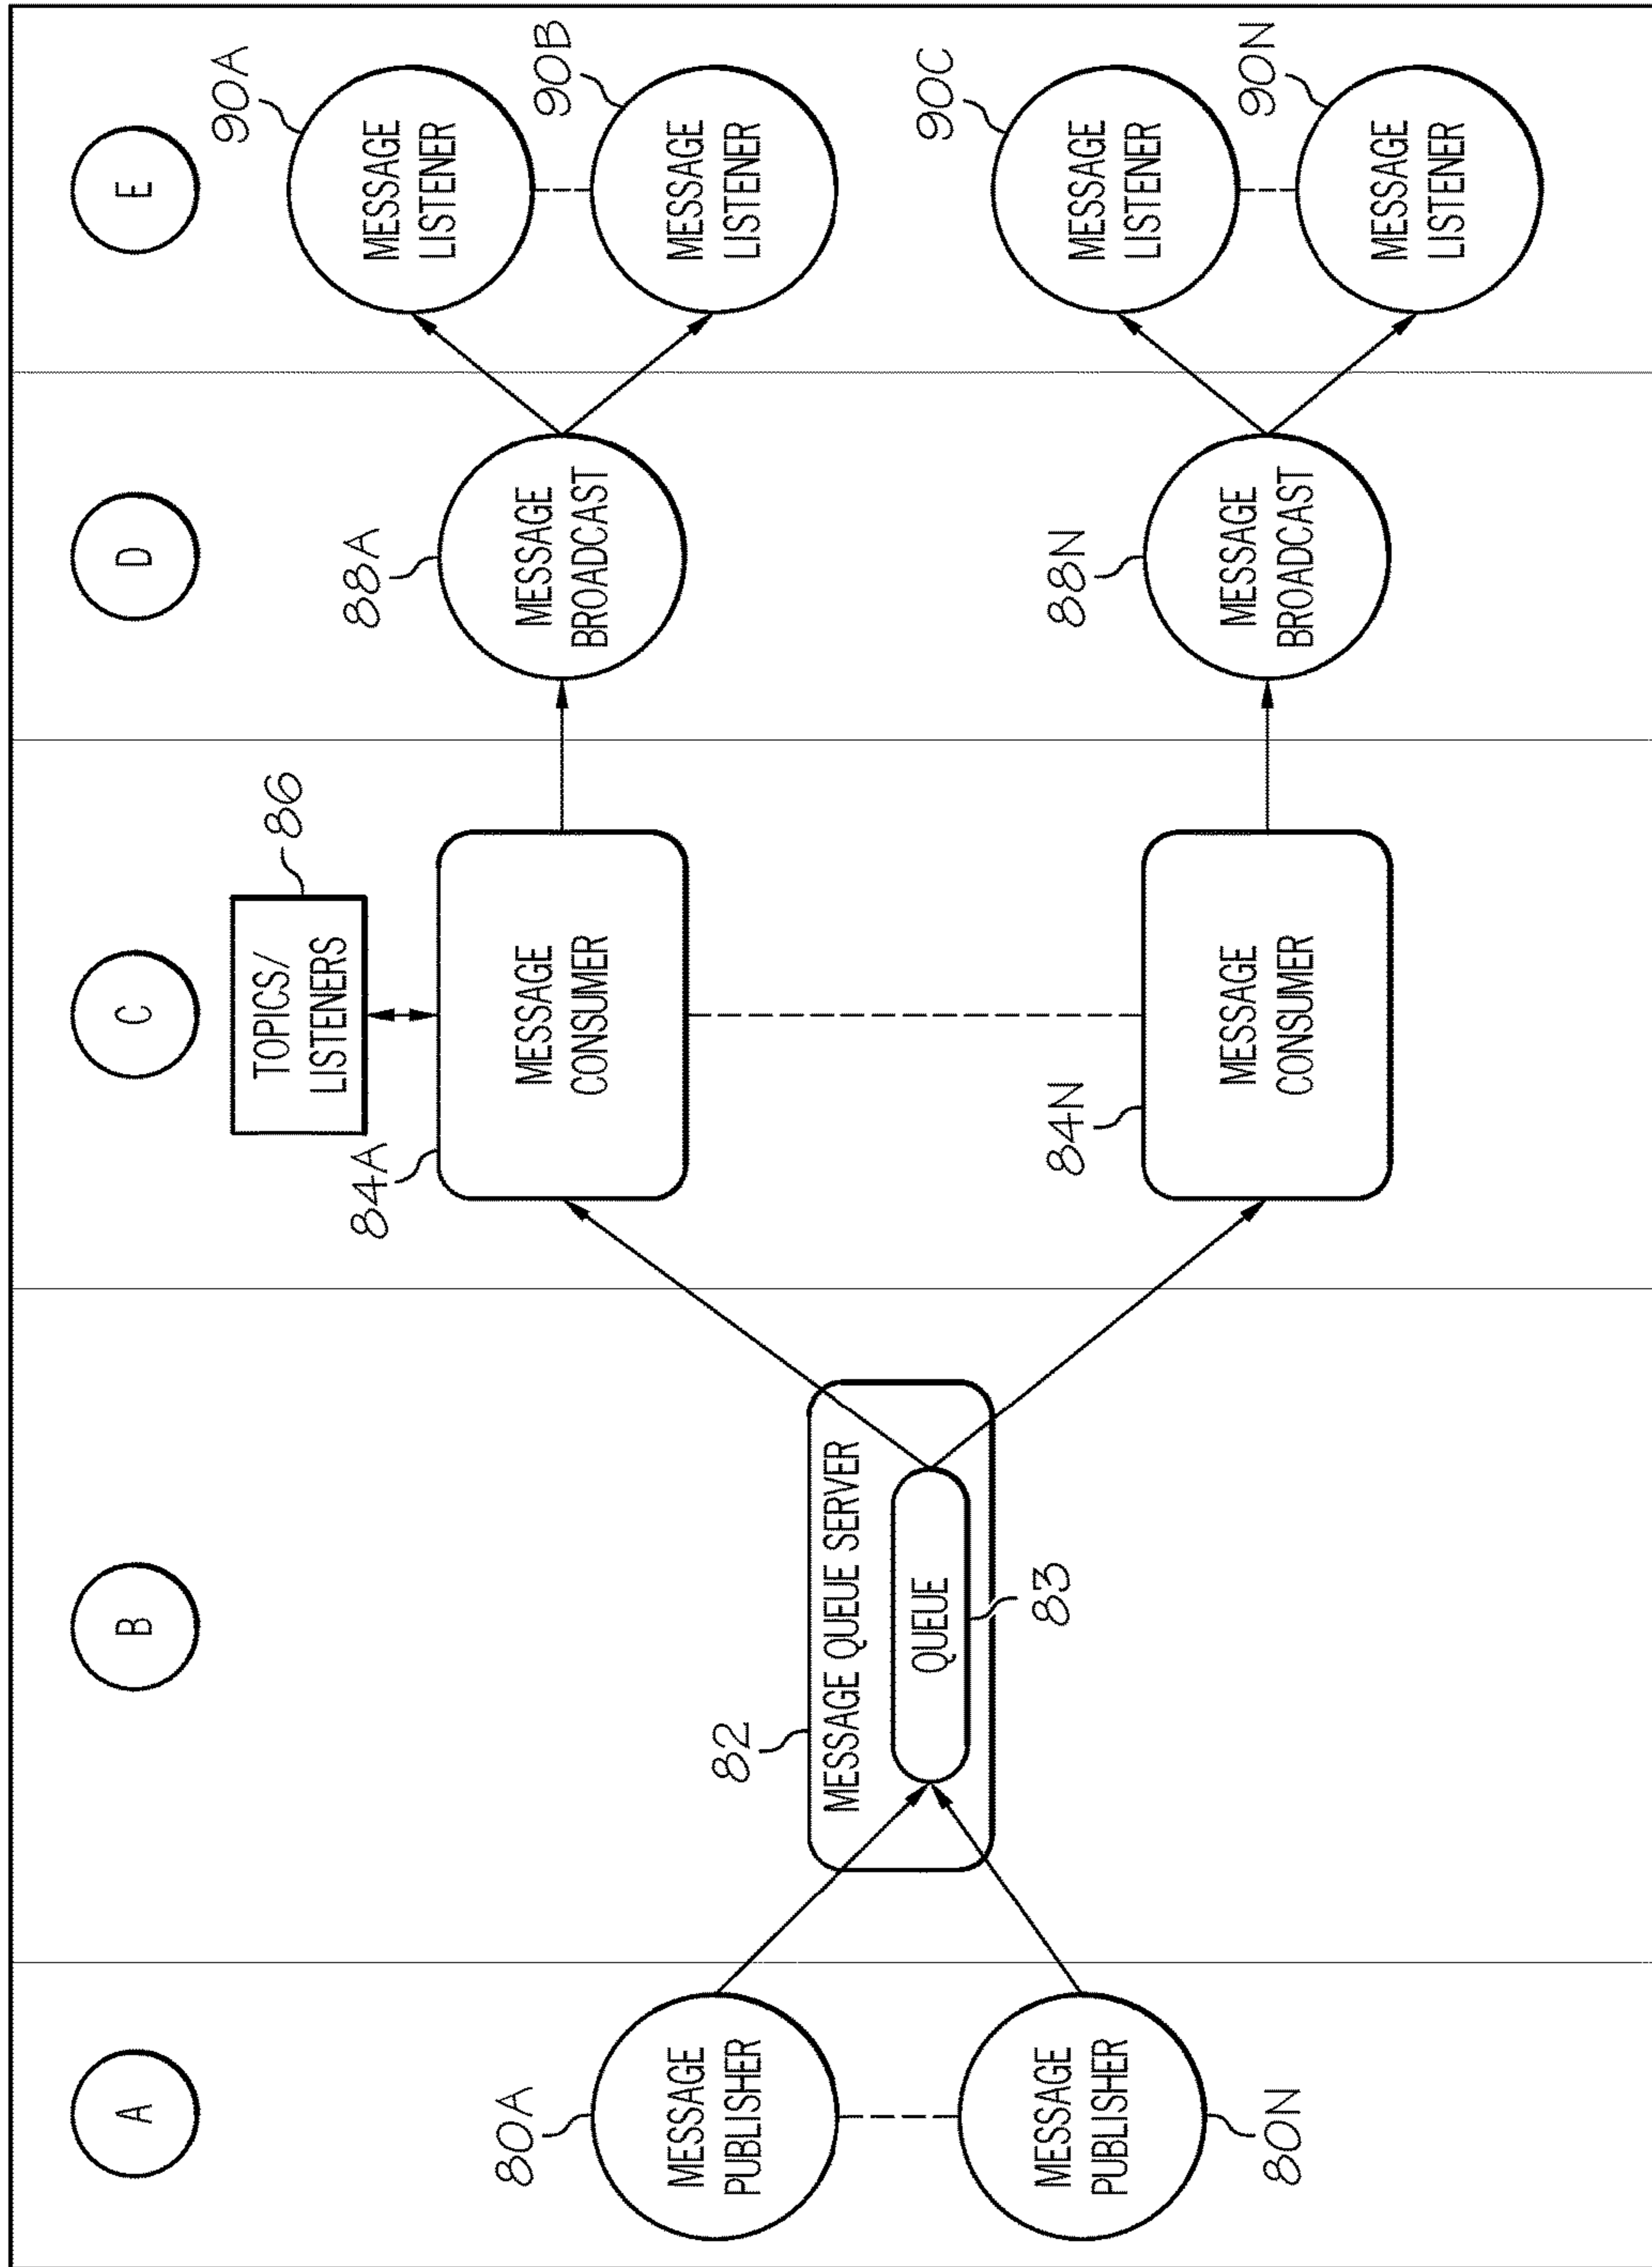 A
B
C
D
E
80A
MESSAGE
PUBLISHER
MESSAGE
PUBLISHER
80N
82
MESSAGE QUEUE SERVER
QUEUE
83
TOPICS/
LISTENERS
86
84A
MESSAGE
CONSUMER
84N
MESSAGE
CONSUMER
88A
MESSAGE
BROADCAST
88N
MESSAGE
BROADCAST
90A
MESSAGE
LISTENER
90B
MESSAGE
LISTENER
90C
MESSAGE
LISTENER
90N
MESSAGE
LISTENER